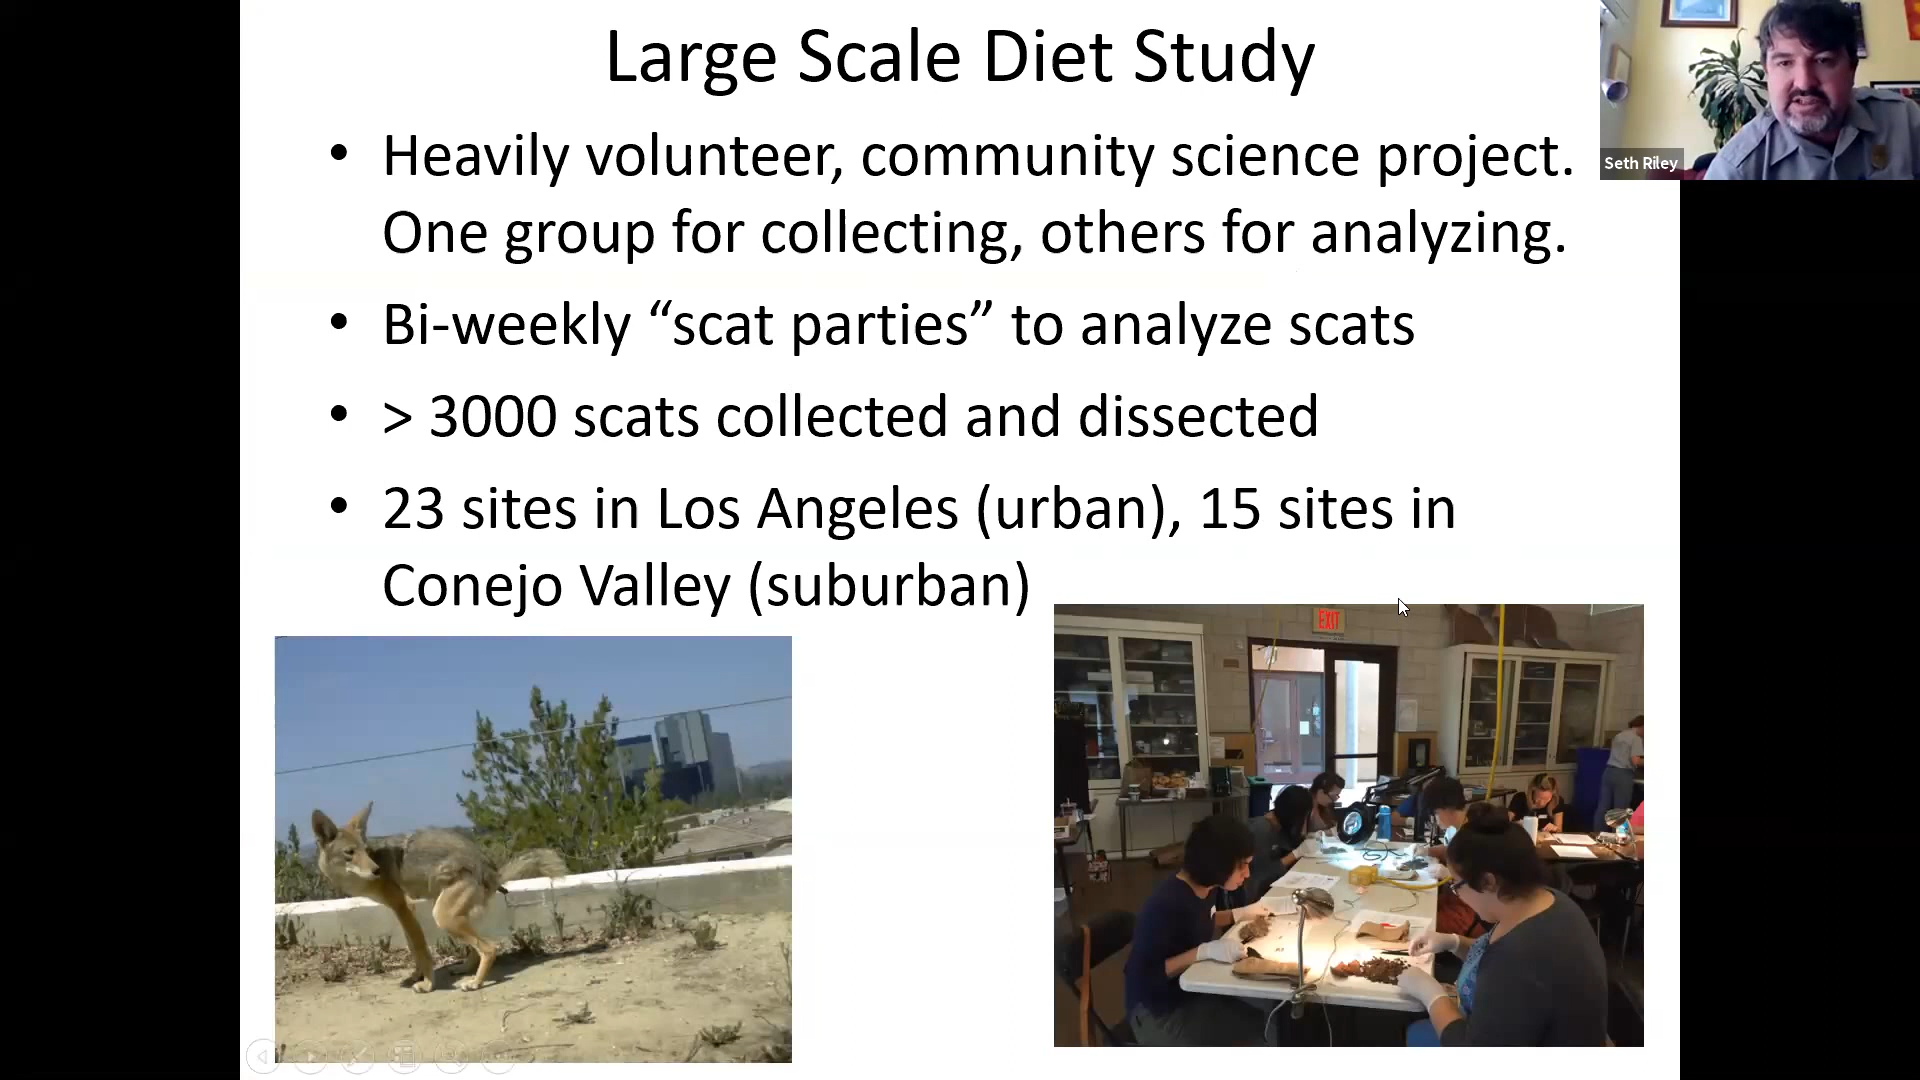 Large Scale Diet Study
• Heavily volunteer, community science project.
One group for collecting, others for analyzing.
• Bi-weekly “scat parties” to analyze scats
• > 3000 scats collected and dissected
• 23 sites in Los Angeles (urban), 15 sites in
Conejo Valley (suburban)
Seth Riley
EXIT